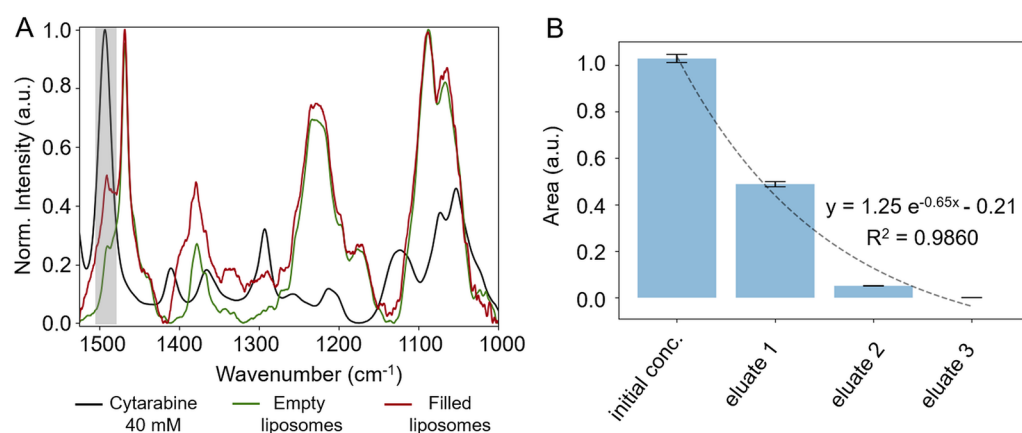 A
Norm. Intensity (a.u.)
1.0
0.8
0.6
0.4
0.2
0.0
1500 1400 1300 1200 1100 1000
Wavenumber (cm-1)
Cytarabine
40 mM
Empty
liposomes
Filled
liposomes
B
Area (a.u.)
1.0
0.8
0.6
0.4
0.2
0.0
y = 1.25 e-0.65x - 0.21
R2 = 0.9860
initial conc.
eluate 1
eluate 2
eluate 3